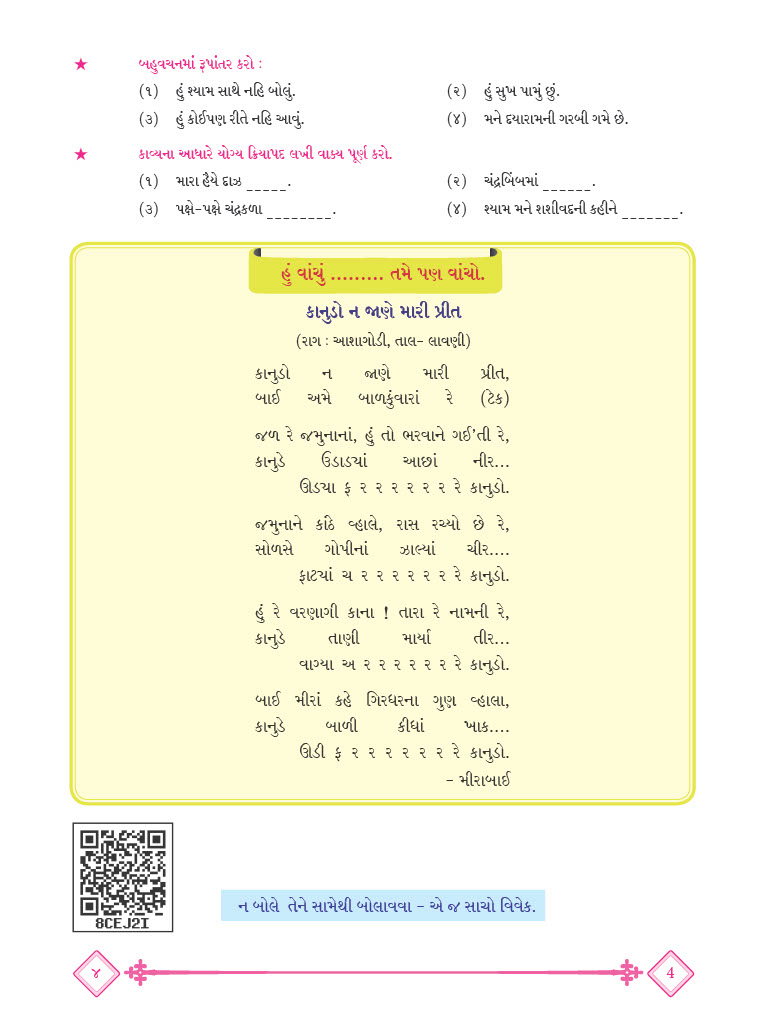 ★ બહુવચનમાં રૂપાંતર કરો :
(૧) હું શ્યામ સાથે નહિ બોલું. (૨) હું સુખ પામું છું.
(૩) હું કોઈપણ રીતે નહિ આવું. (૪) મને દયારામની ગરબી ગમે છે.
★ કાવ્યના આધારે યોગ્ય ક્રિયાપદ લખી વાક્ય પૂર્ણ કરો.
(૧) મારા હૈયે દાઝ _____. (૨) ચંદ્રબિંબમાં ______.
(૩) પક્ષે-પક્ષે ચંદ્રકળા ________. (૪) શ્યામ મને શશીવદની કહીને _______.
હું વાંચું ......... તમે પણ વાંચો.
કાનુડો ન જાણે મારી પ્રીત
(રાગ : આશાગોડી, તાલ- લાવણી)
કાનુડો ન જાણે મારી પ્રીત,
બાઈ અમે બાળકુંવારાં રે (ટેક)
જળ રે જમુનાનાં, હું તો ભરવાને ગઈ'તી રે,
કાનુડે ઉડાડ્યાં આછાં નીર...
ઊડ્યા ફ ર ર ર ર ર ર રે કાનુડો.
જમુનાને કાંઠે વ્હાલે, રાસ રચ્યો છે રે,
સોળસે ગોપીનાં ઝાલ્યાં ચીર....
ફાટ્યાં ચ ર ર ર ર ર ર રે કાનુડો.
હું રે વરણાગી કાના ! તારા રે નામની રે,
કાનુડે તાણી માર્યા તીર...
વાગ્યા અ ર ર ર ર ર ર રે કાનુડો.
બાઈ મીરાં કહે ગિરધરના ગુણ વ્હાલા,
કાનુડે બાળી કીધાં ખાક....
ઊડી ફ ર ર ર ર ર ર રે કાનુડો.
- મીરાબાઈ
8CEJ2I
ન બોલે તેને સામેથી બોલાવવા - એ જ સાચો વિવેક.
૪ 4